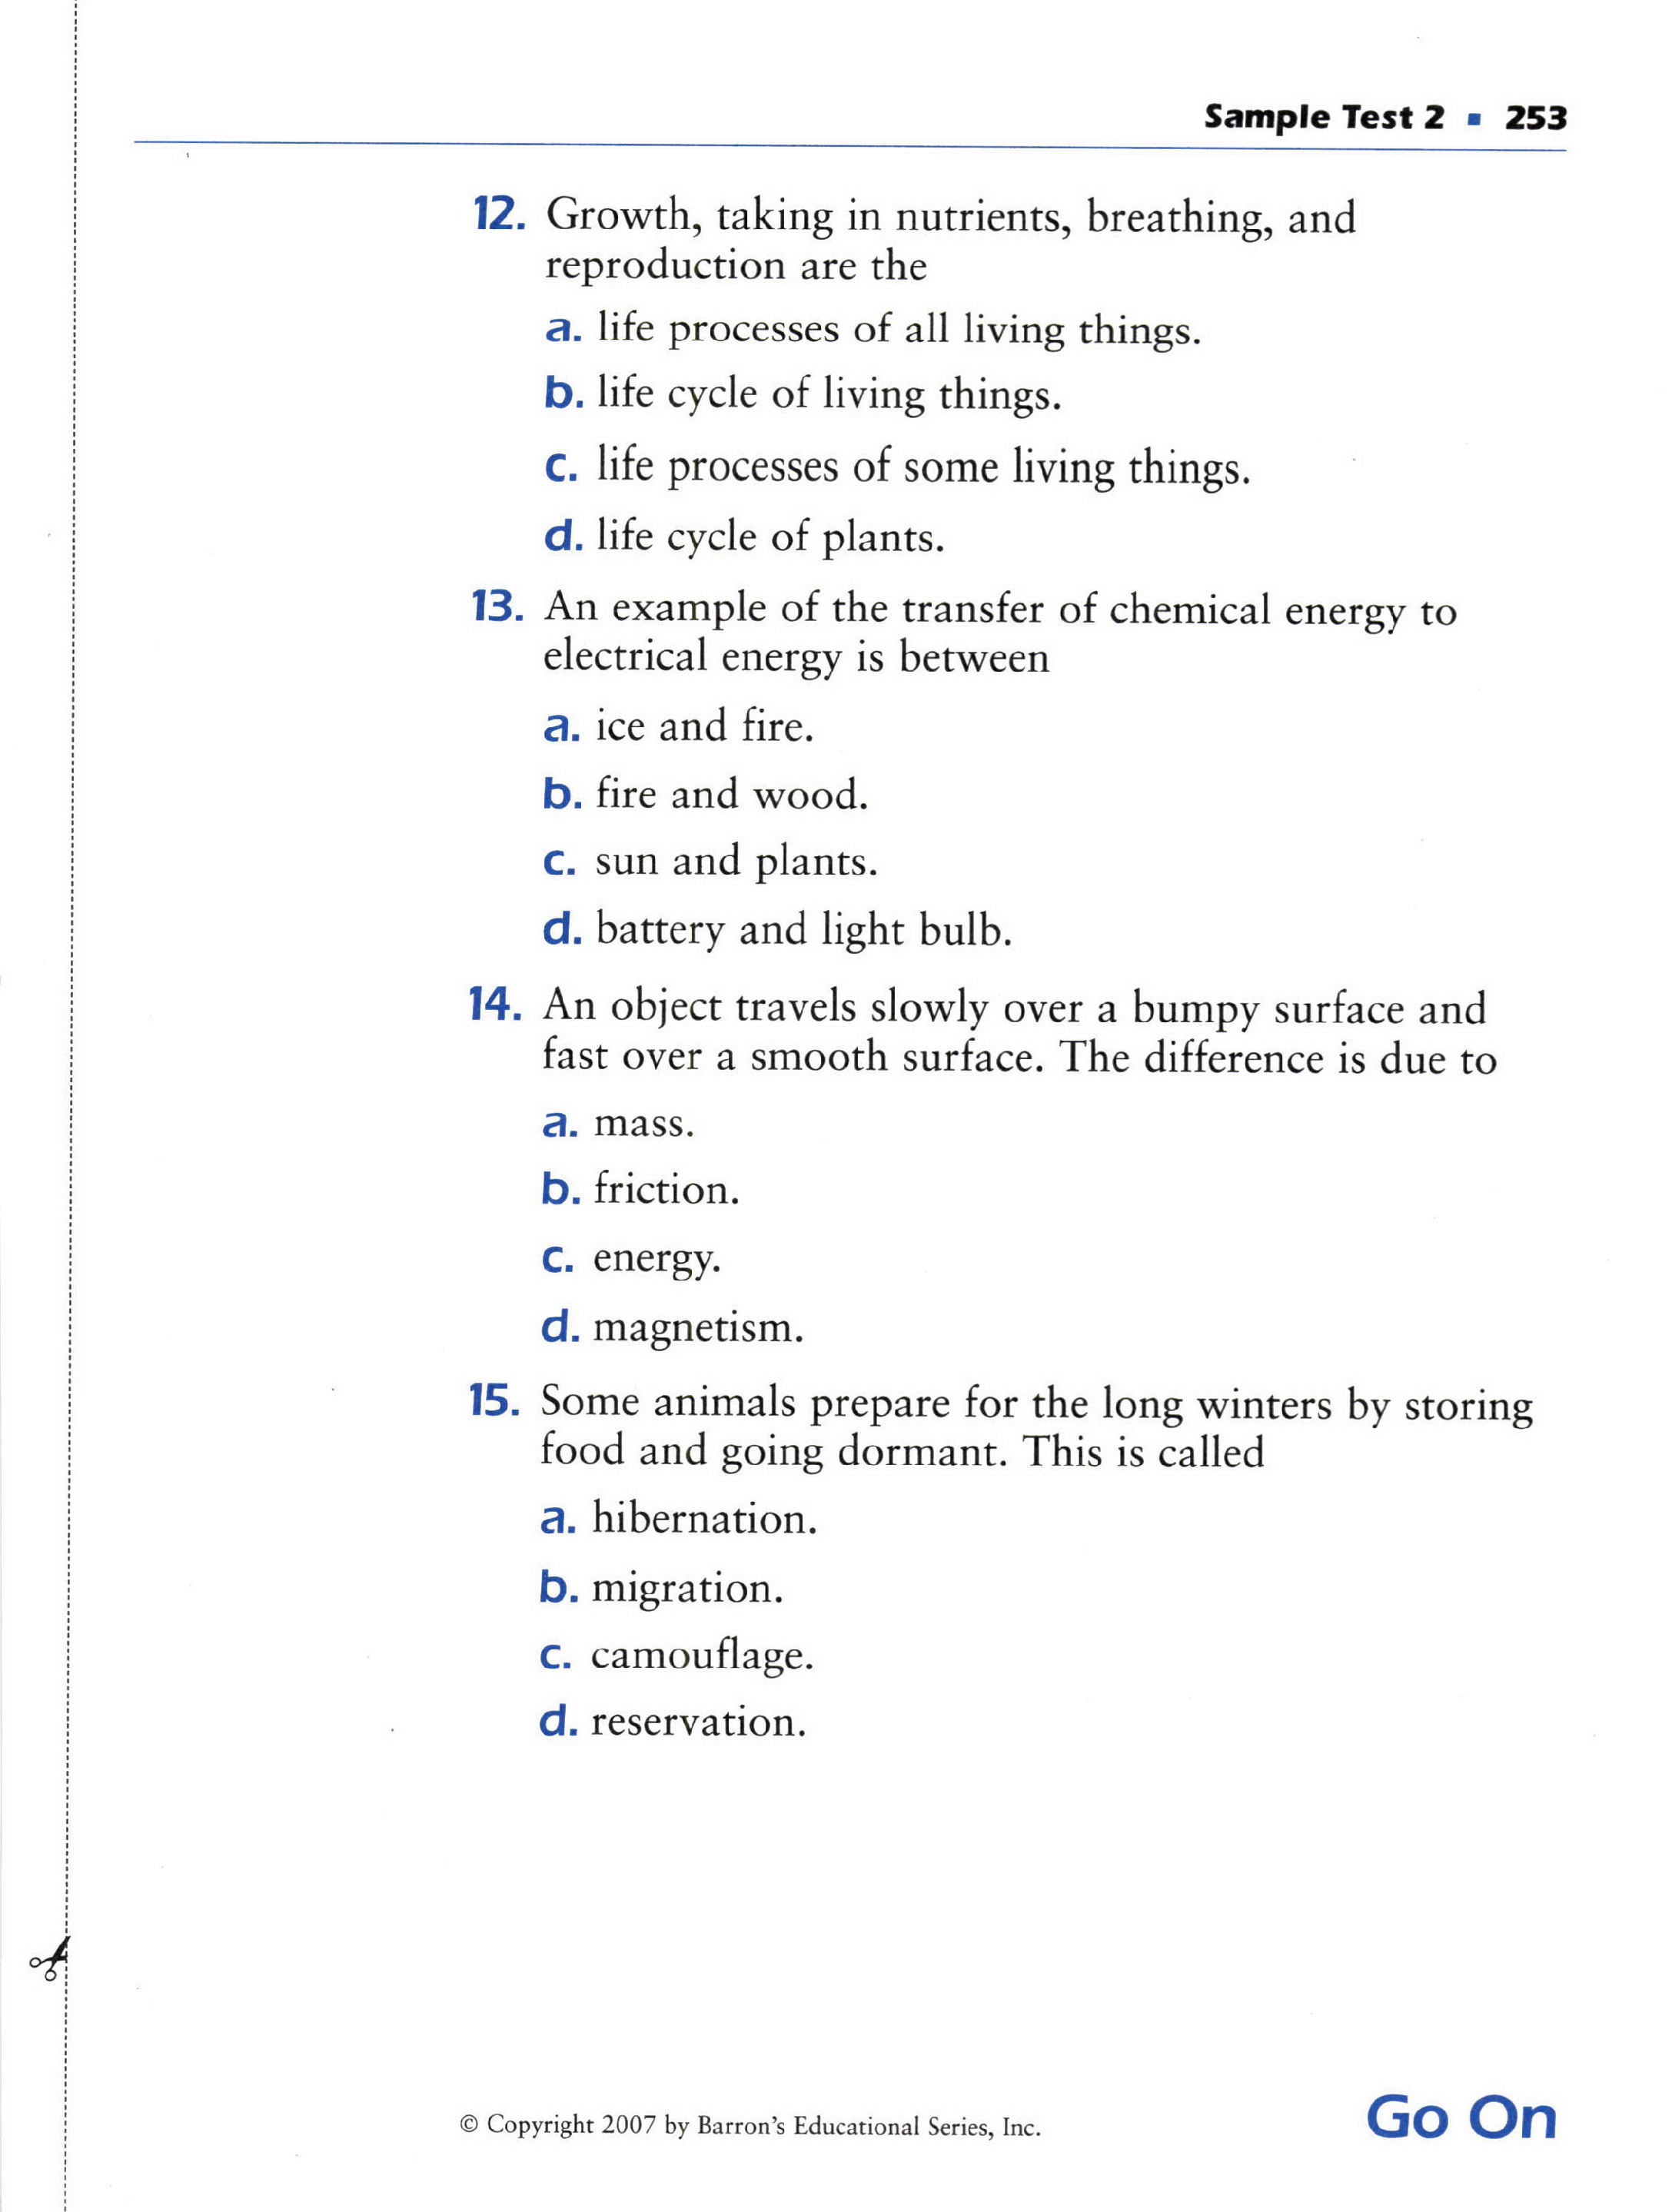 Sample Test 2 ▪ 253
12. Growth, taking in nutrients, breathing, and
reproduction are the
a. life processes of all living things.
b. life cycle of living things.
c. life processes of some living things.
d. life cycle of plants.
13. An example of the transfer of chemical energy to
electrical energy is between
a. ice and fire.
b. fire and wood.
c. sun and plants.
d. battery and light bulb.
14. An object travels slowly over a bumpy surface and
fast over a smooth surface. The difference is due to
a. mass.
b. friction.
c. energy.
d. magnetism.
15. Some animals prepare for the long winters by storing
food and going dormant. This is called
a. hibernation.
b. migration.
c. camouflage.
d. reservation.
© Copyright 2007 by Barron's Educational Series, Inc.
Go On